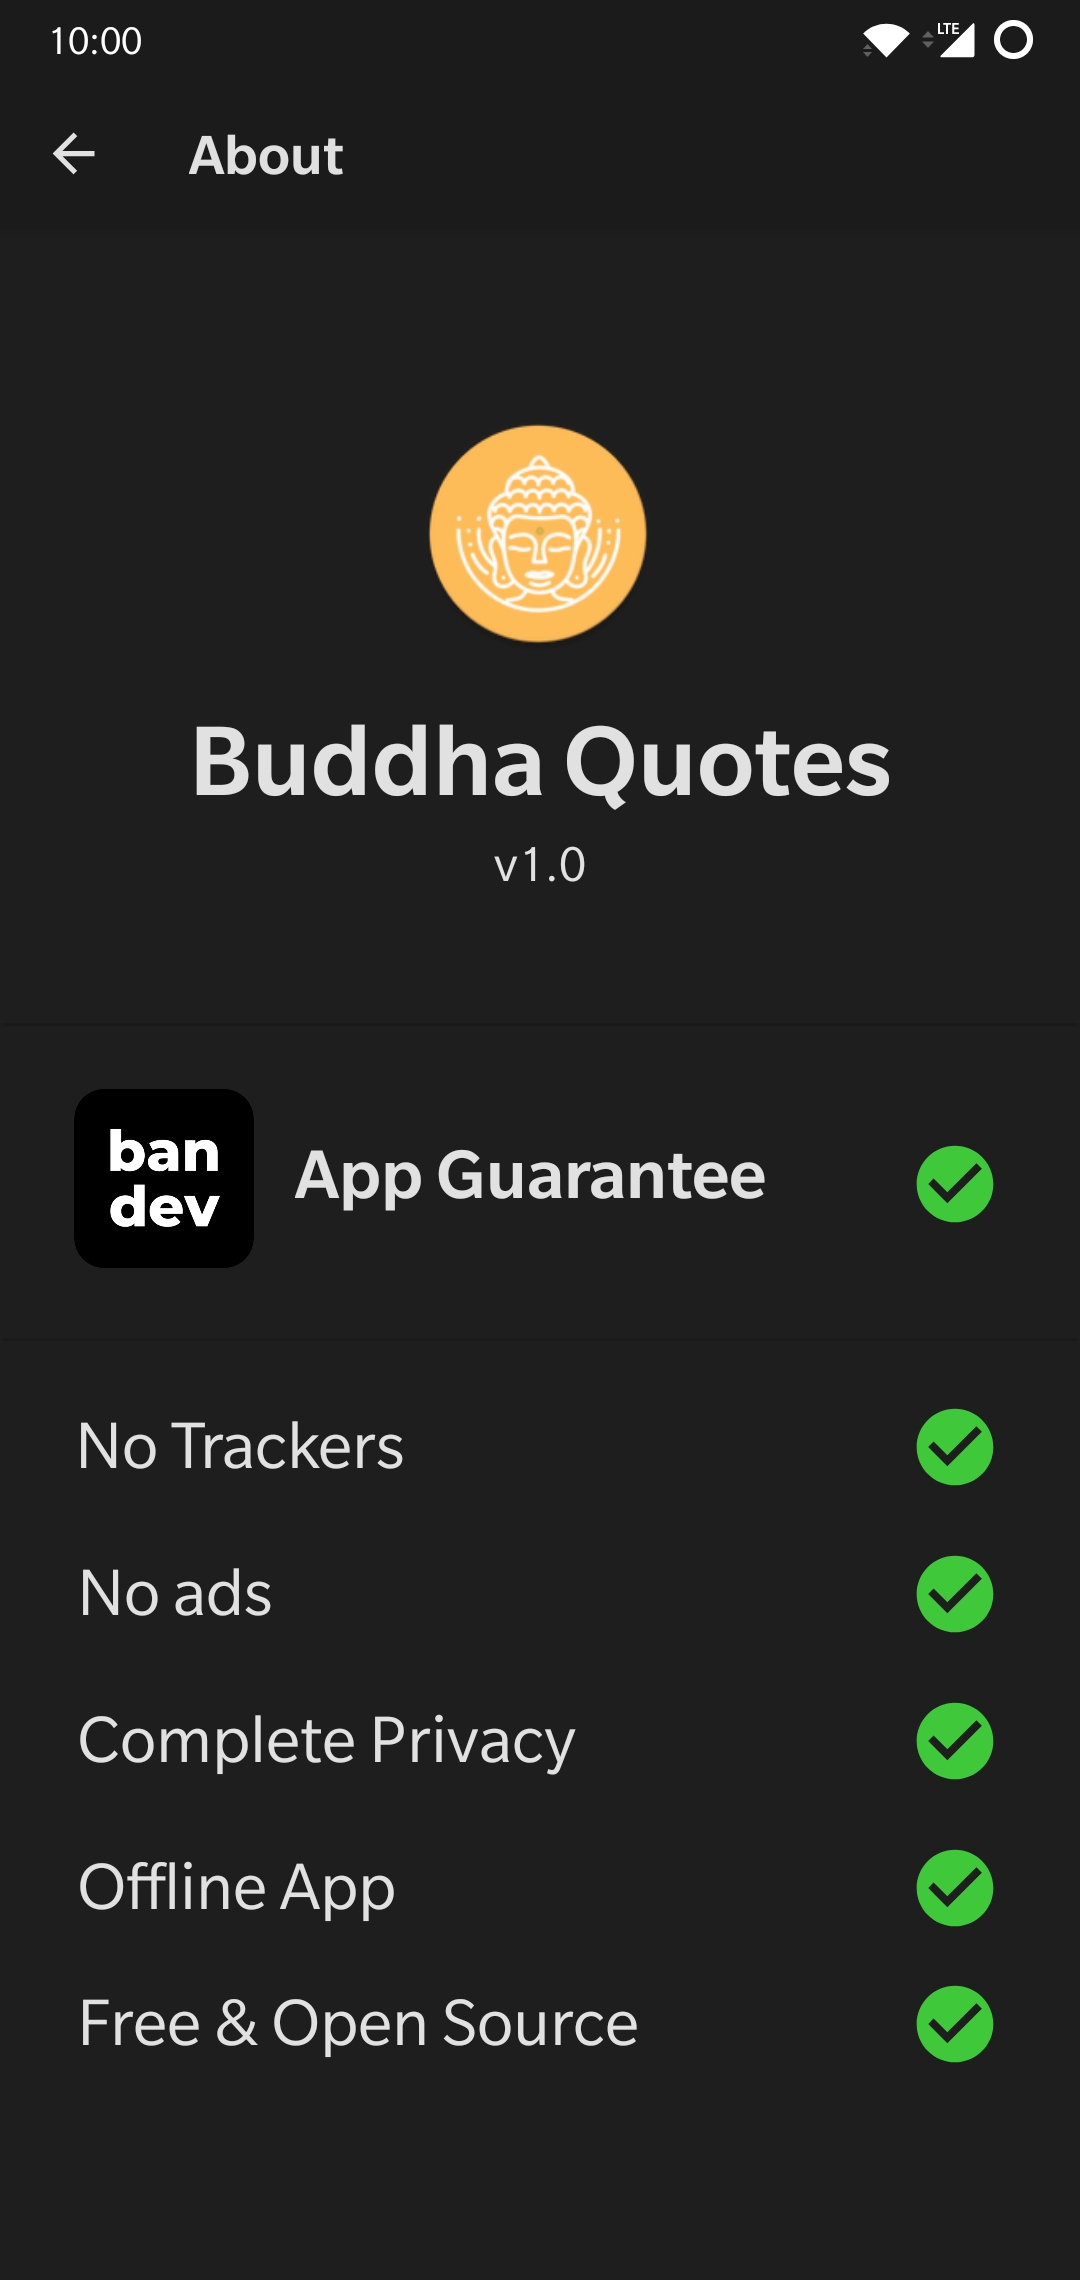 10:00
LTE
About
Buddha Quotes
v1.0
ban
dev
App Guarantee
No Trackers
No ads
Complete Privacy
Offline App
Free & Open Source